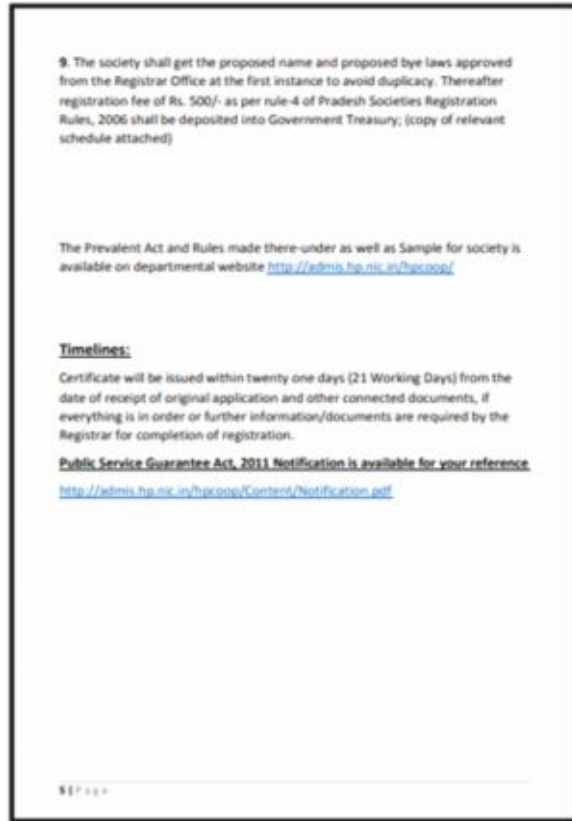 9. The society shall get the proposed name and proposed bye laws approved
from the Registrar Office at the first instance to avoid duplicacy. Thereafter
registration fee of Rs. 500/- as per rule-4 of Pradesh Societies Registration
Rules, 2006 shall be deposited into Government Treasury; (copy of relevant
schedule attached)
The Prevalent Act and Rules made there-under as well as Sample for society is
available on departmental website http://admis.hp.nic.in/hpcoop/
Timelines:
Certificate will be issued within twenty one days (21 Working Days) from the
date of receipt of original application and other connected documents, if
everything is in order or further information/documents are required by the
Registrar for completion of registration.
Public Service Guarantee Act, 2011 Notification is available for your reference
http://admis.hp.nic.in/hpcoop/Content/Notification.pdf
5 | Page